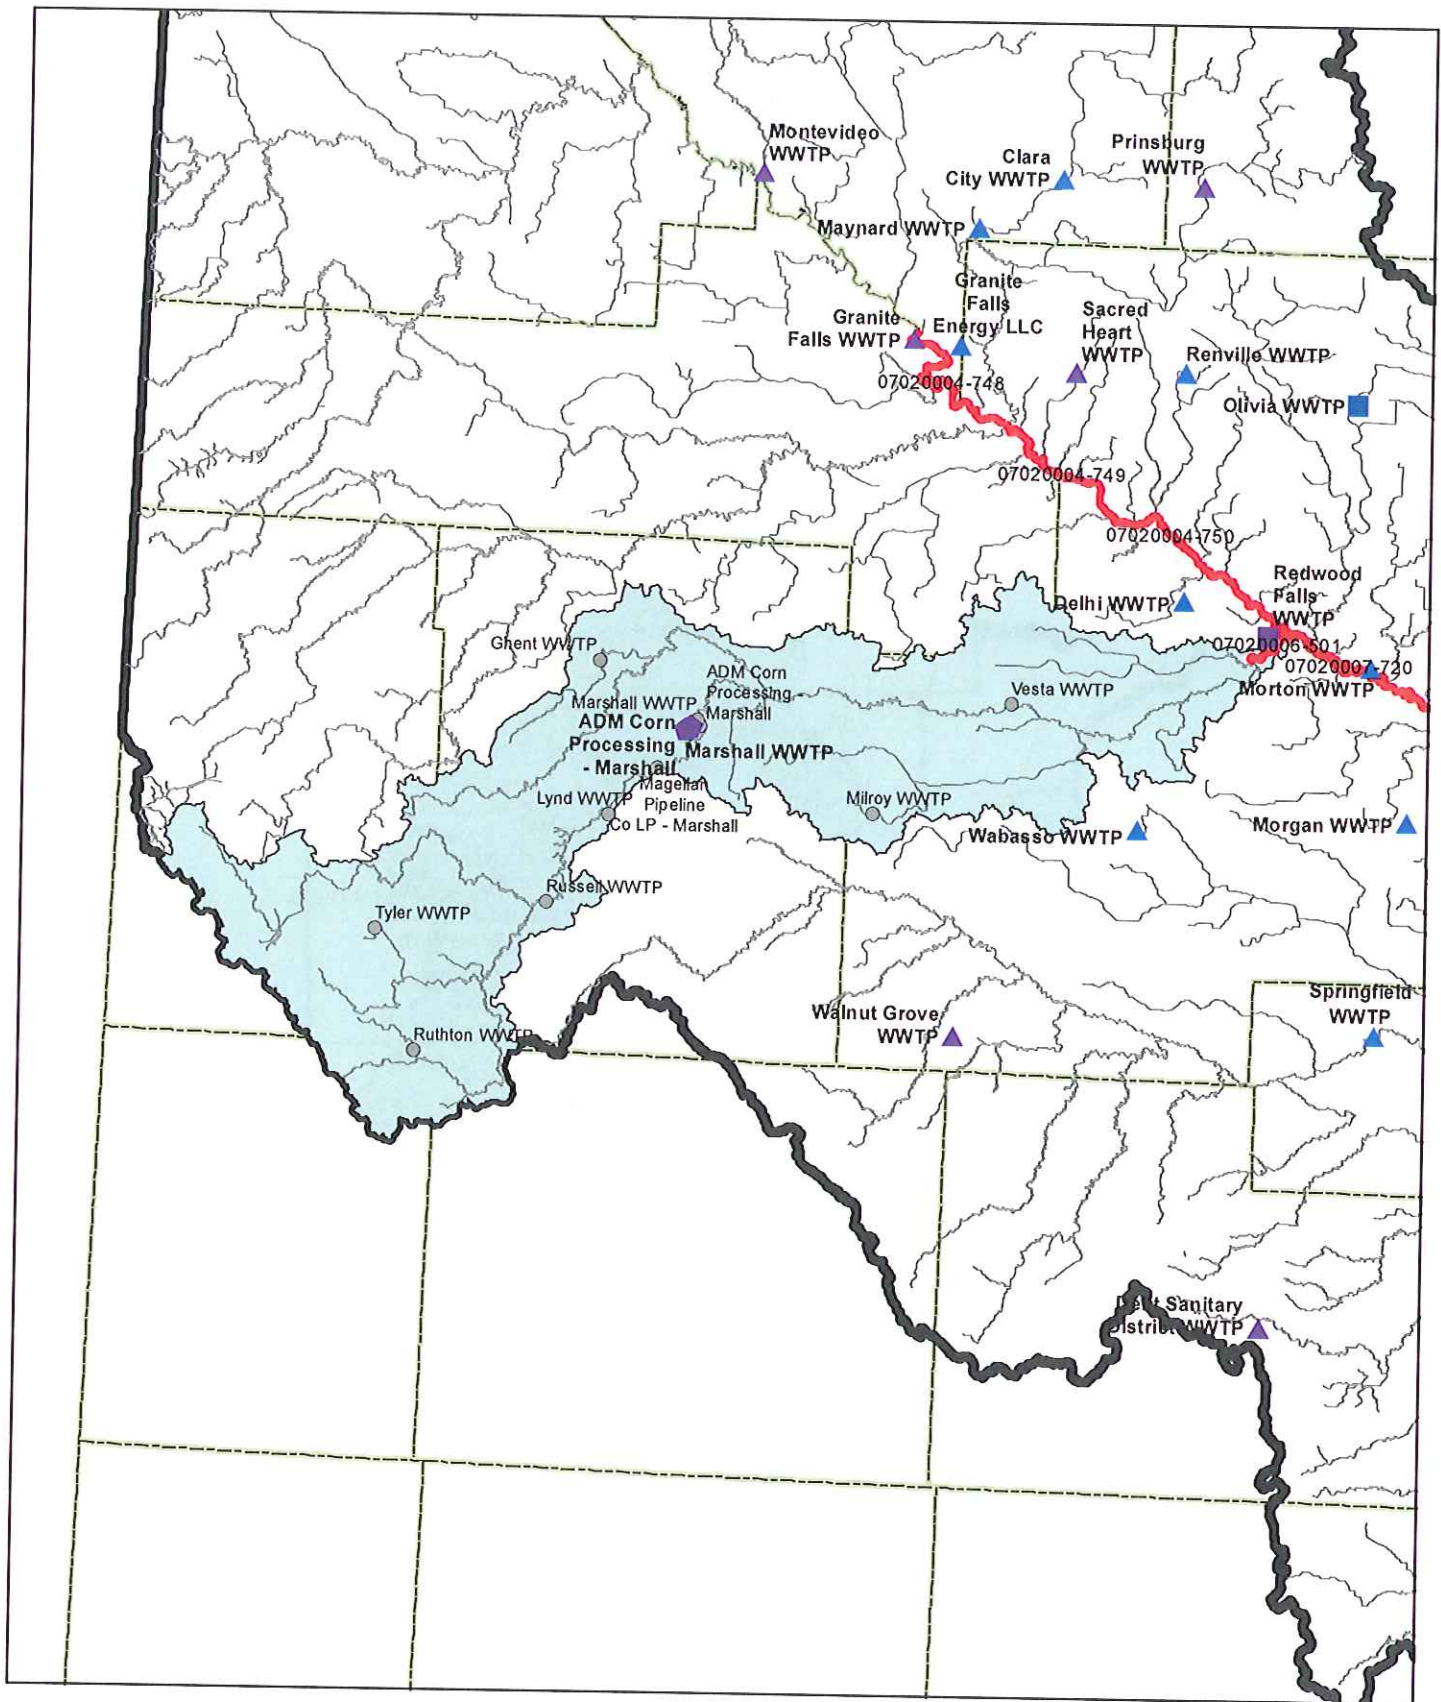 Montevideo
WWTP
Clara
City WWTP
Prinsburg
WWTP
Maynard WWTP
Granite
Falls
Energy LLC
Granite
Falls WWTP
Sacred
Heart
WWTP
Renville WWTP
Olivia WWTP
07020004-748
07020004-749
07020004-750
Redwood
Falls
WWTP
Delhi WWTP
07020006-501
07020007-720
Morton WWTP
Ghent WWTP
ADM Corn
Processing -
Marshall
Marshall WWTP
Vesta WWTP
ADM Corn
Processing
- Marshall
Marshall WWTP
Magellan
Pipeline
Co LP - Marshall
Lynd WWTP
Milroy WWTP
Wabasso WWTP
Morgan WWTP
Russell WWTP
Tyler WWTP
Walnut Grove
WWTP
Springfield
WWTP
Ruthton WWTP
Sanitary
District WWTP